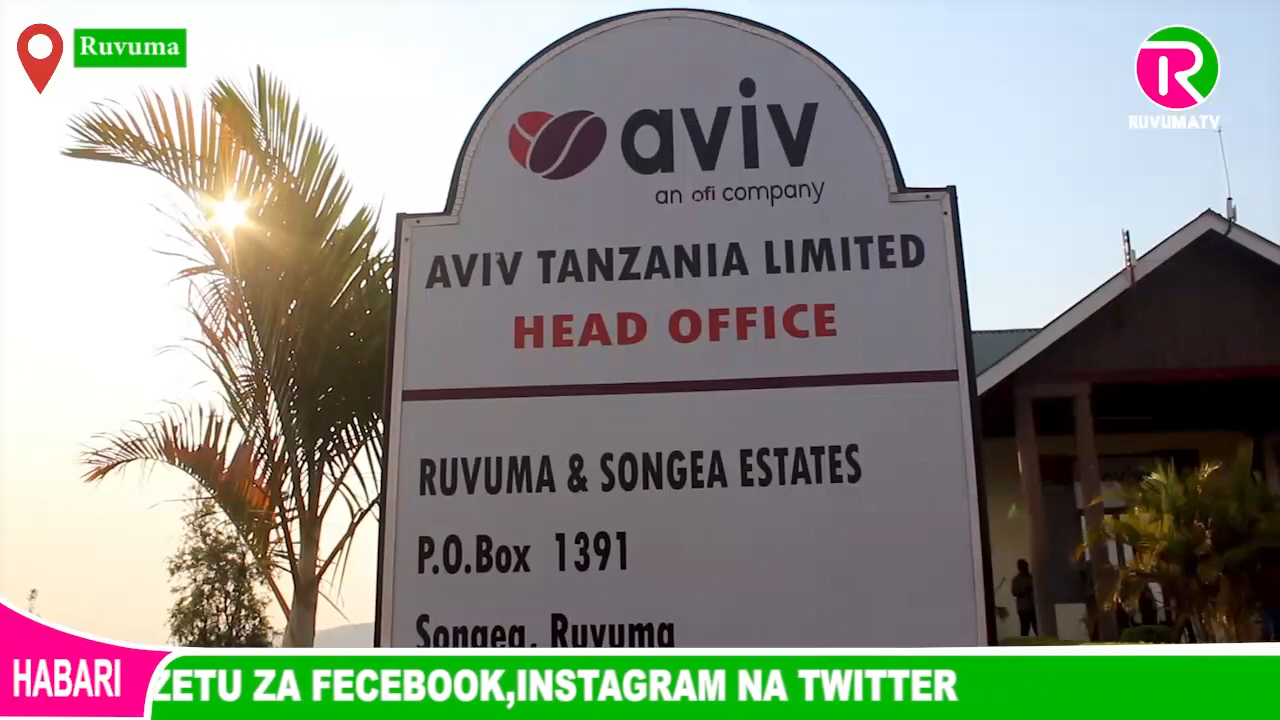 Ruvuma
R
RUVUMATV
aviv
an ofi company
AVIV TANZANIA LIMITED
HEAD OFFICE
RUVUMA & SONGEA ESTATES
P.O.Box 1391
Songea, Ruvuma
HABARI
ZETU ZA FECEBOOK,INSTAGRAM NA TWITTER